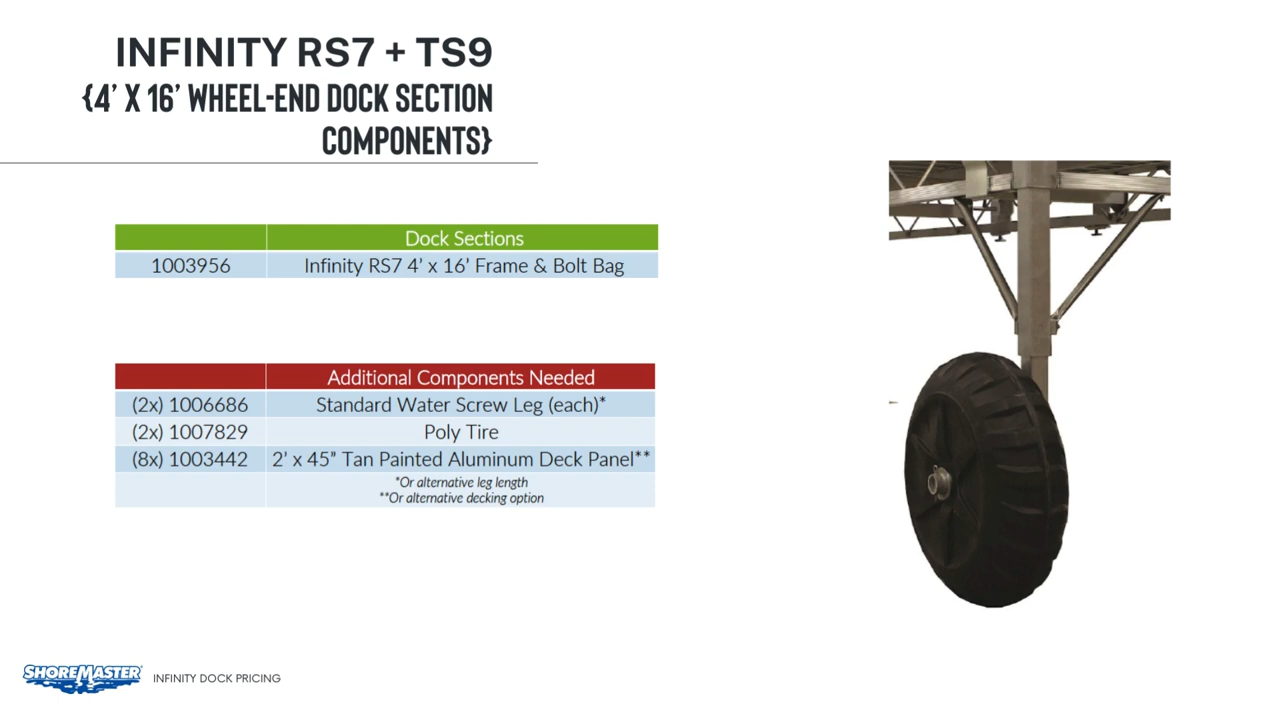 INFINITY RS7 + TS9
{4’ X 16’ WHEEL-END DOCK SECTION
COMPONENTS}
Dock Sections
1003956 Infinity RS7 4’ x 16’ Frame & Bolt Bag
Additional Components Needed
(2x) 1006686 Standard Water Screw Leg (each)*
(2x) 1007829 Poly Tire
(8x) 1003442 2’ x 45” Tan Painted Aluminum Deck Panel**
*Or alternative leg length
**Or alternative decking option
SHOREMASTER INFINITY DOCK PRICING